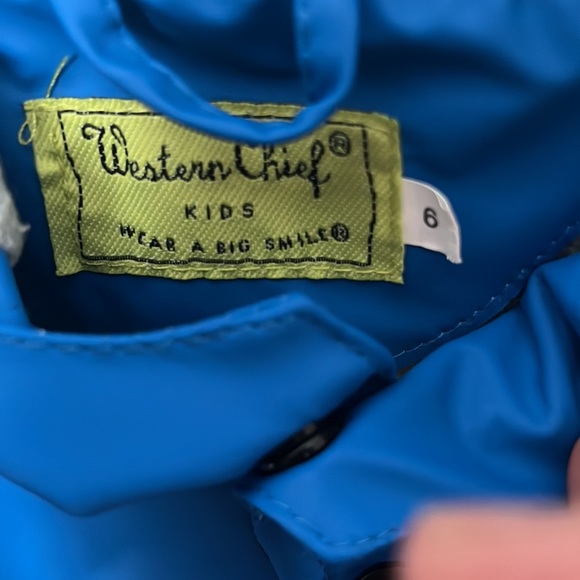 Western Chief®
KIDS
WEAR A BIG SMILE®
6